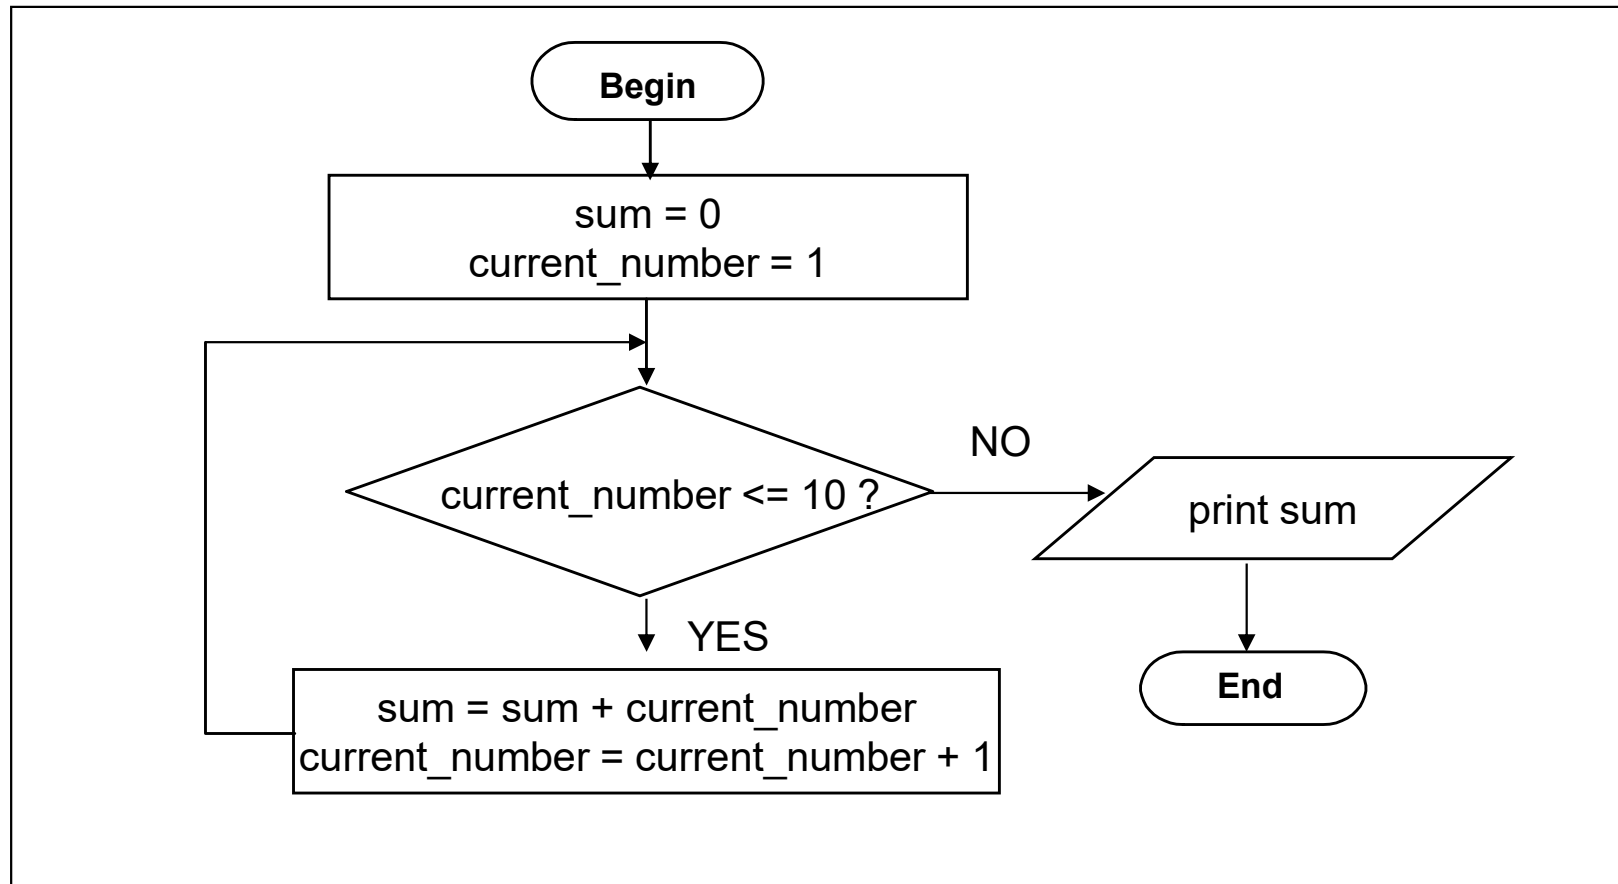 Begin
sum = 0
current_number = 1
current_number <= 10 ?
NO
print sum
YES
sum = sum + current_number
current_number = current_number + 1
End